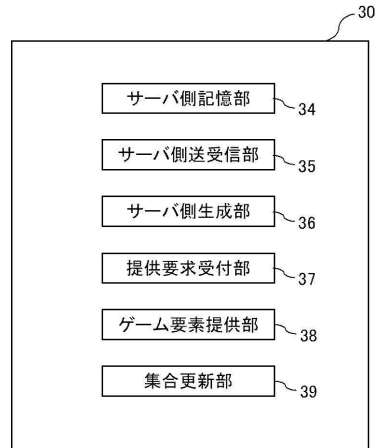 30
サーバ側記憶部 34
サーバ側送受信部 35
サーバ側生成部 36
提供要求受付部 37
ゲーム要素提供部 38
集合更新部 39